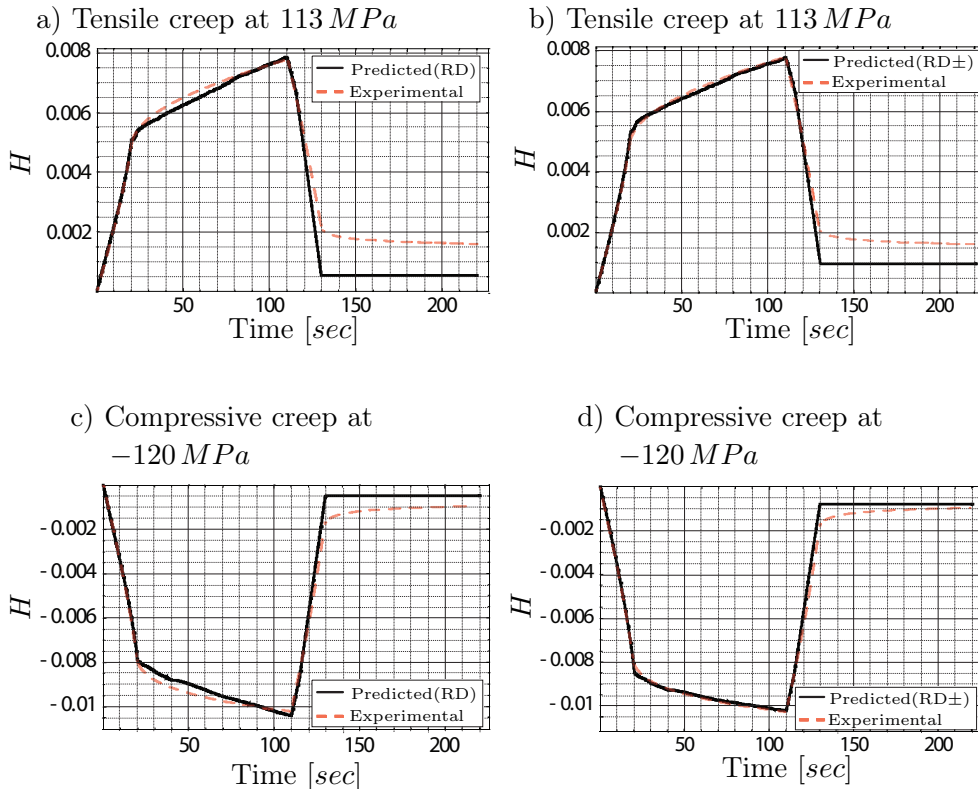 a) Tensile creep at 113 MPa
0.008
0.006
0.004
0.002
H
Predicted(RD)
Experimental
50
100
150
200
Time [sec]
b) Tensile creep at 113 MPa
0.008
0.006
0.004
0.002
H
Predicted(RD±)
Experimental
50
100
150
200
Time [sec]
c) Compressive creep at
−120 MPa
-0.002
-0.004
-0.006
-0.008
-0.01
H
Predicted(RD)
Experimental
50
100
150
200
Time [sec]
d) Compressive creep at
−120 MPa
-0.002
-0.004
-0.006
-0.008
-0.01
H
Predicted(RD±)
Experimental
50
100
150
200
Time [sec]